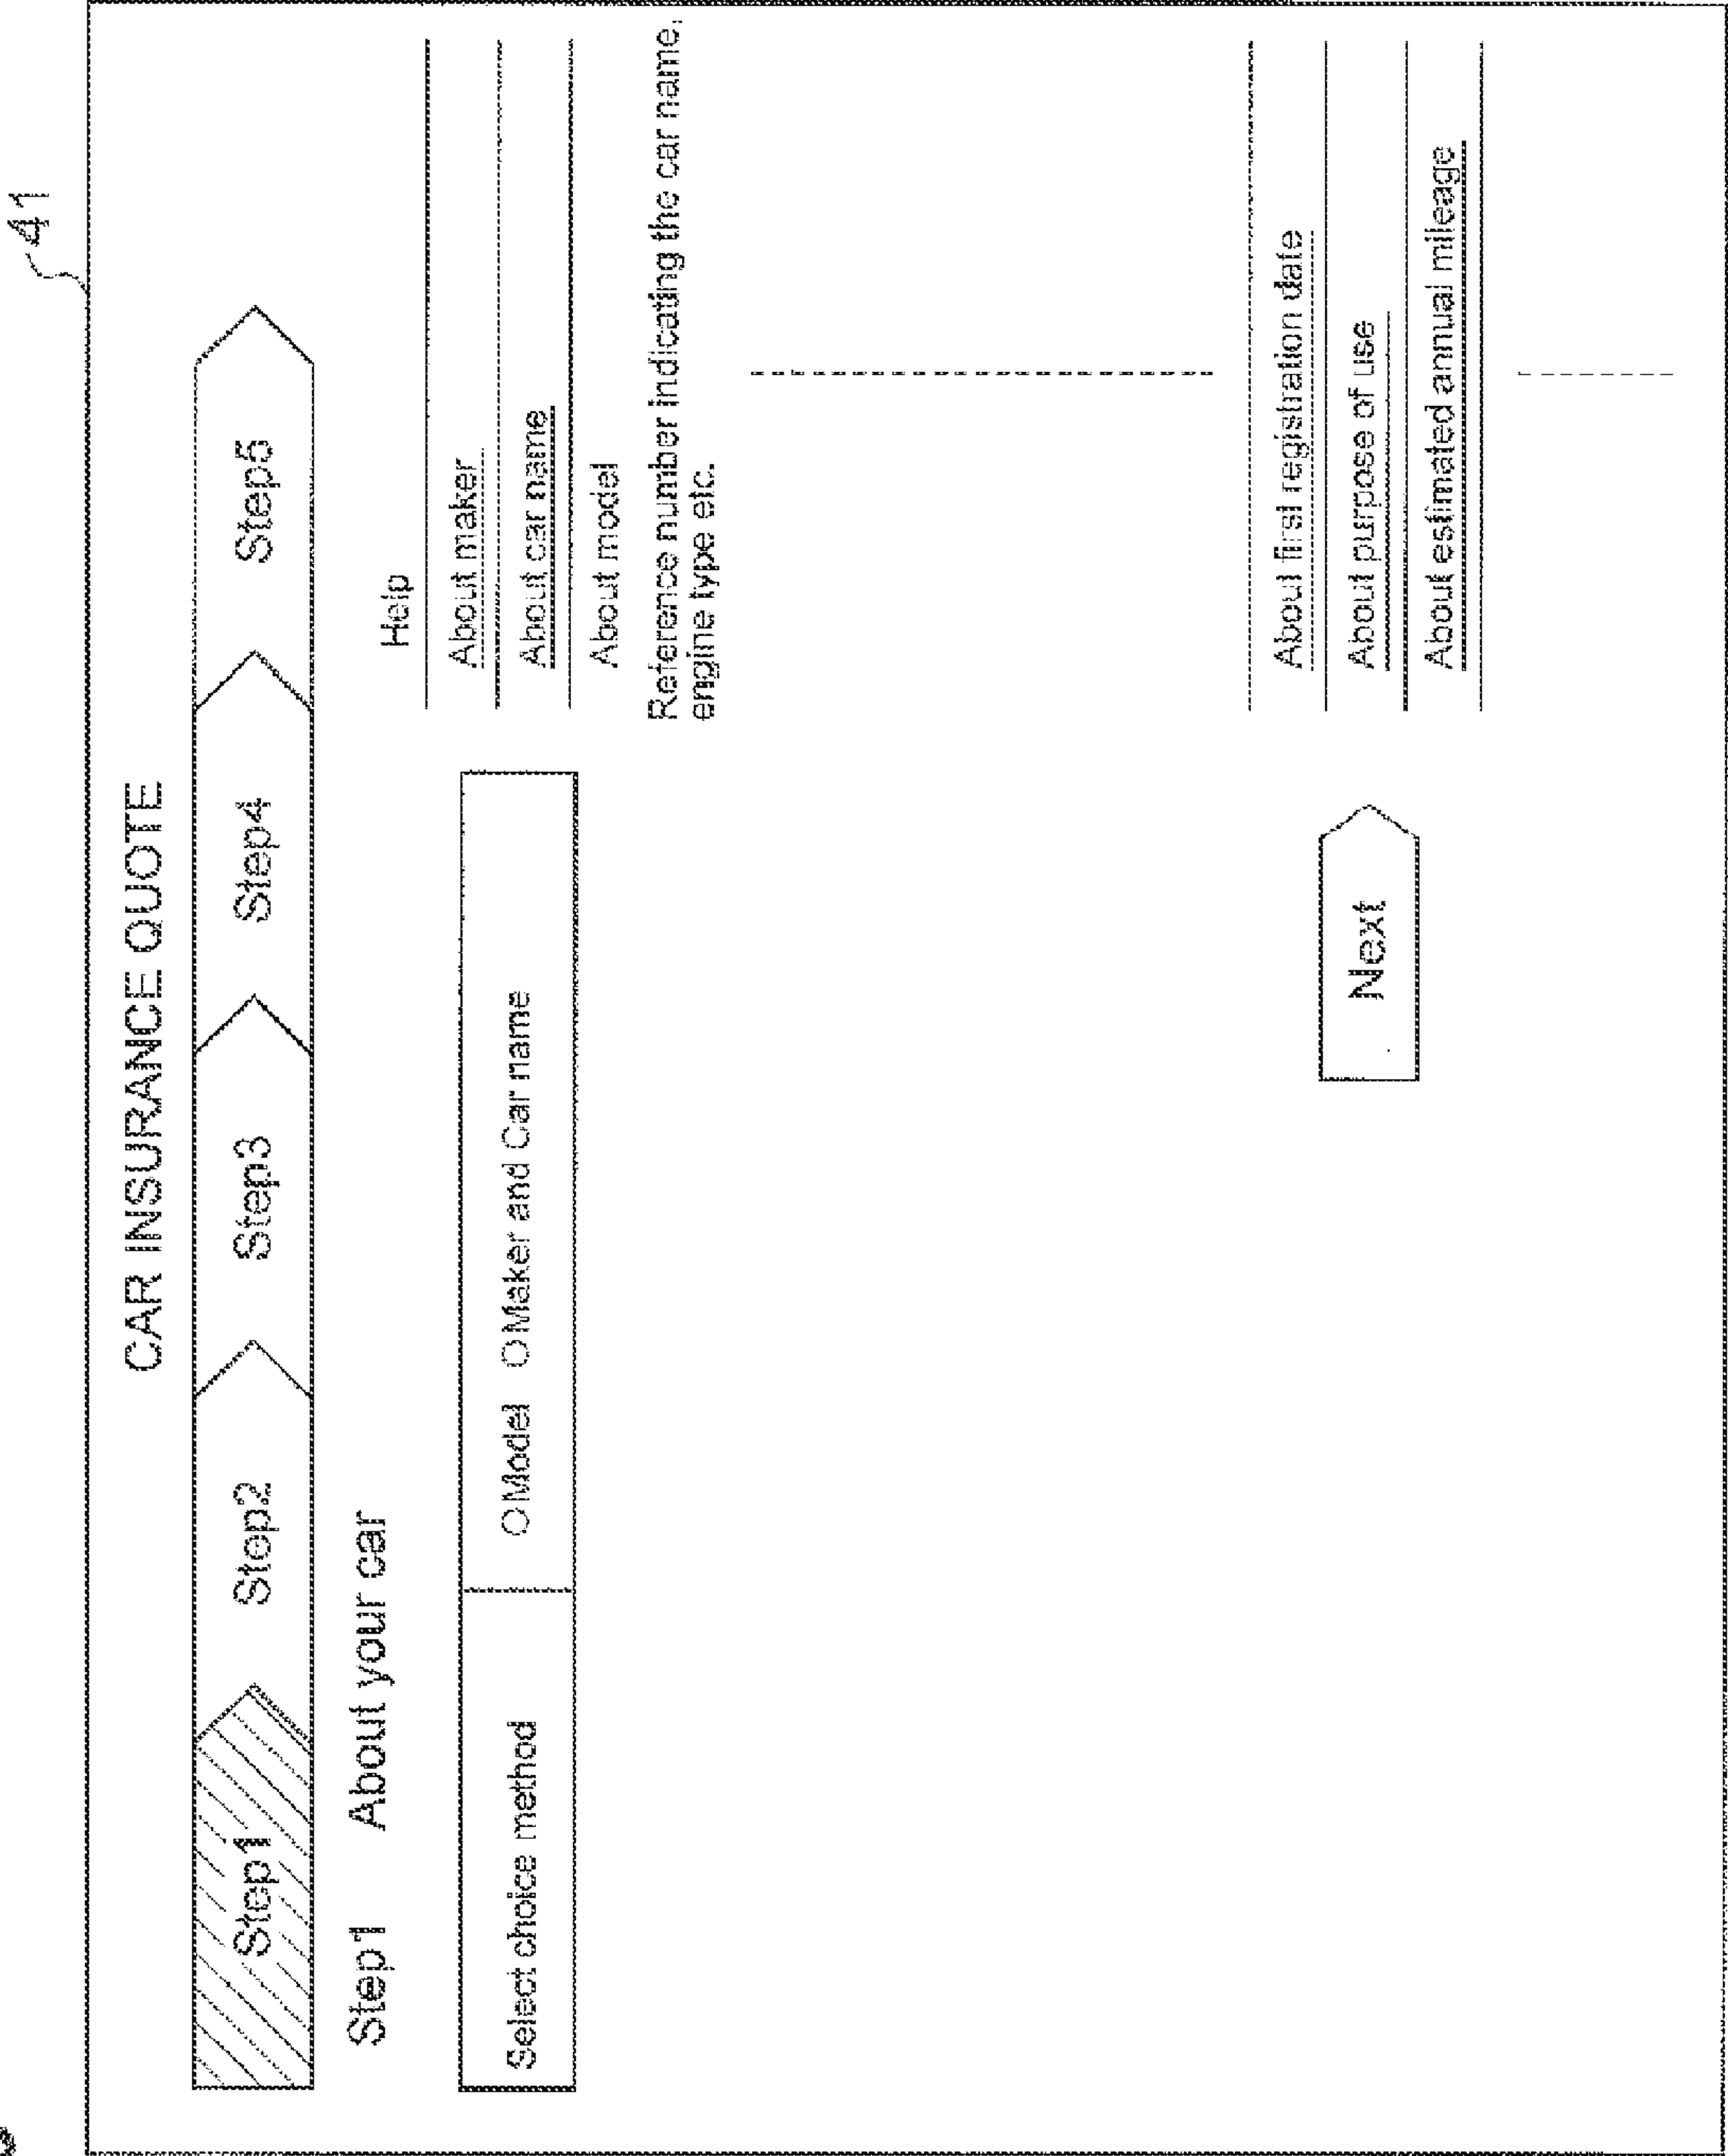 41
CAR INSURANCE QUOTE
Step1 Step2 Step3 Step4 Step5
Step1 About your car
Select choice method
Model Maker and Car name
Help
About maker
About car name
About model
Reference number indicating the car name,
engine type etc.
About first registration date
About purpose of use
About estimated annual mileage
Next